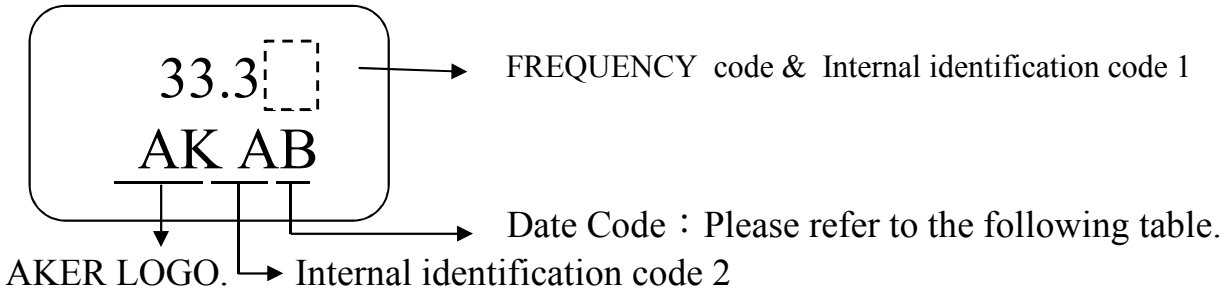 33.3
FREQUENCY code & Internal identification code 1
AK AB
Date Code：Please refer to the following table.
AKER LOGO.
Internal identification code 2